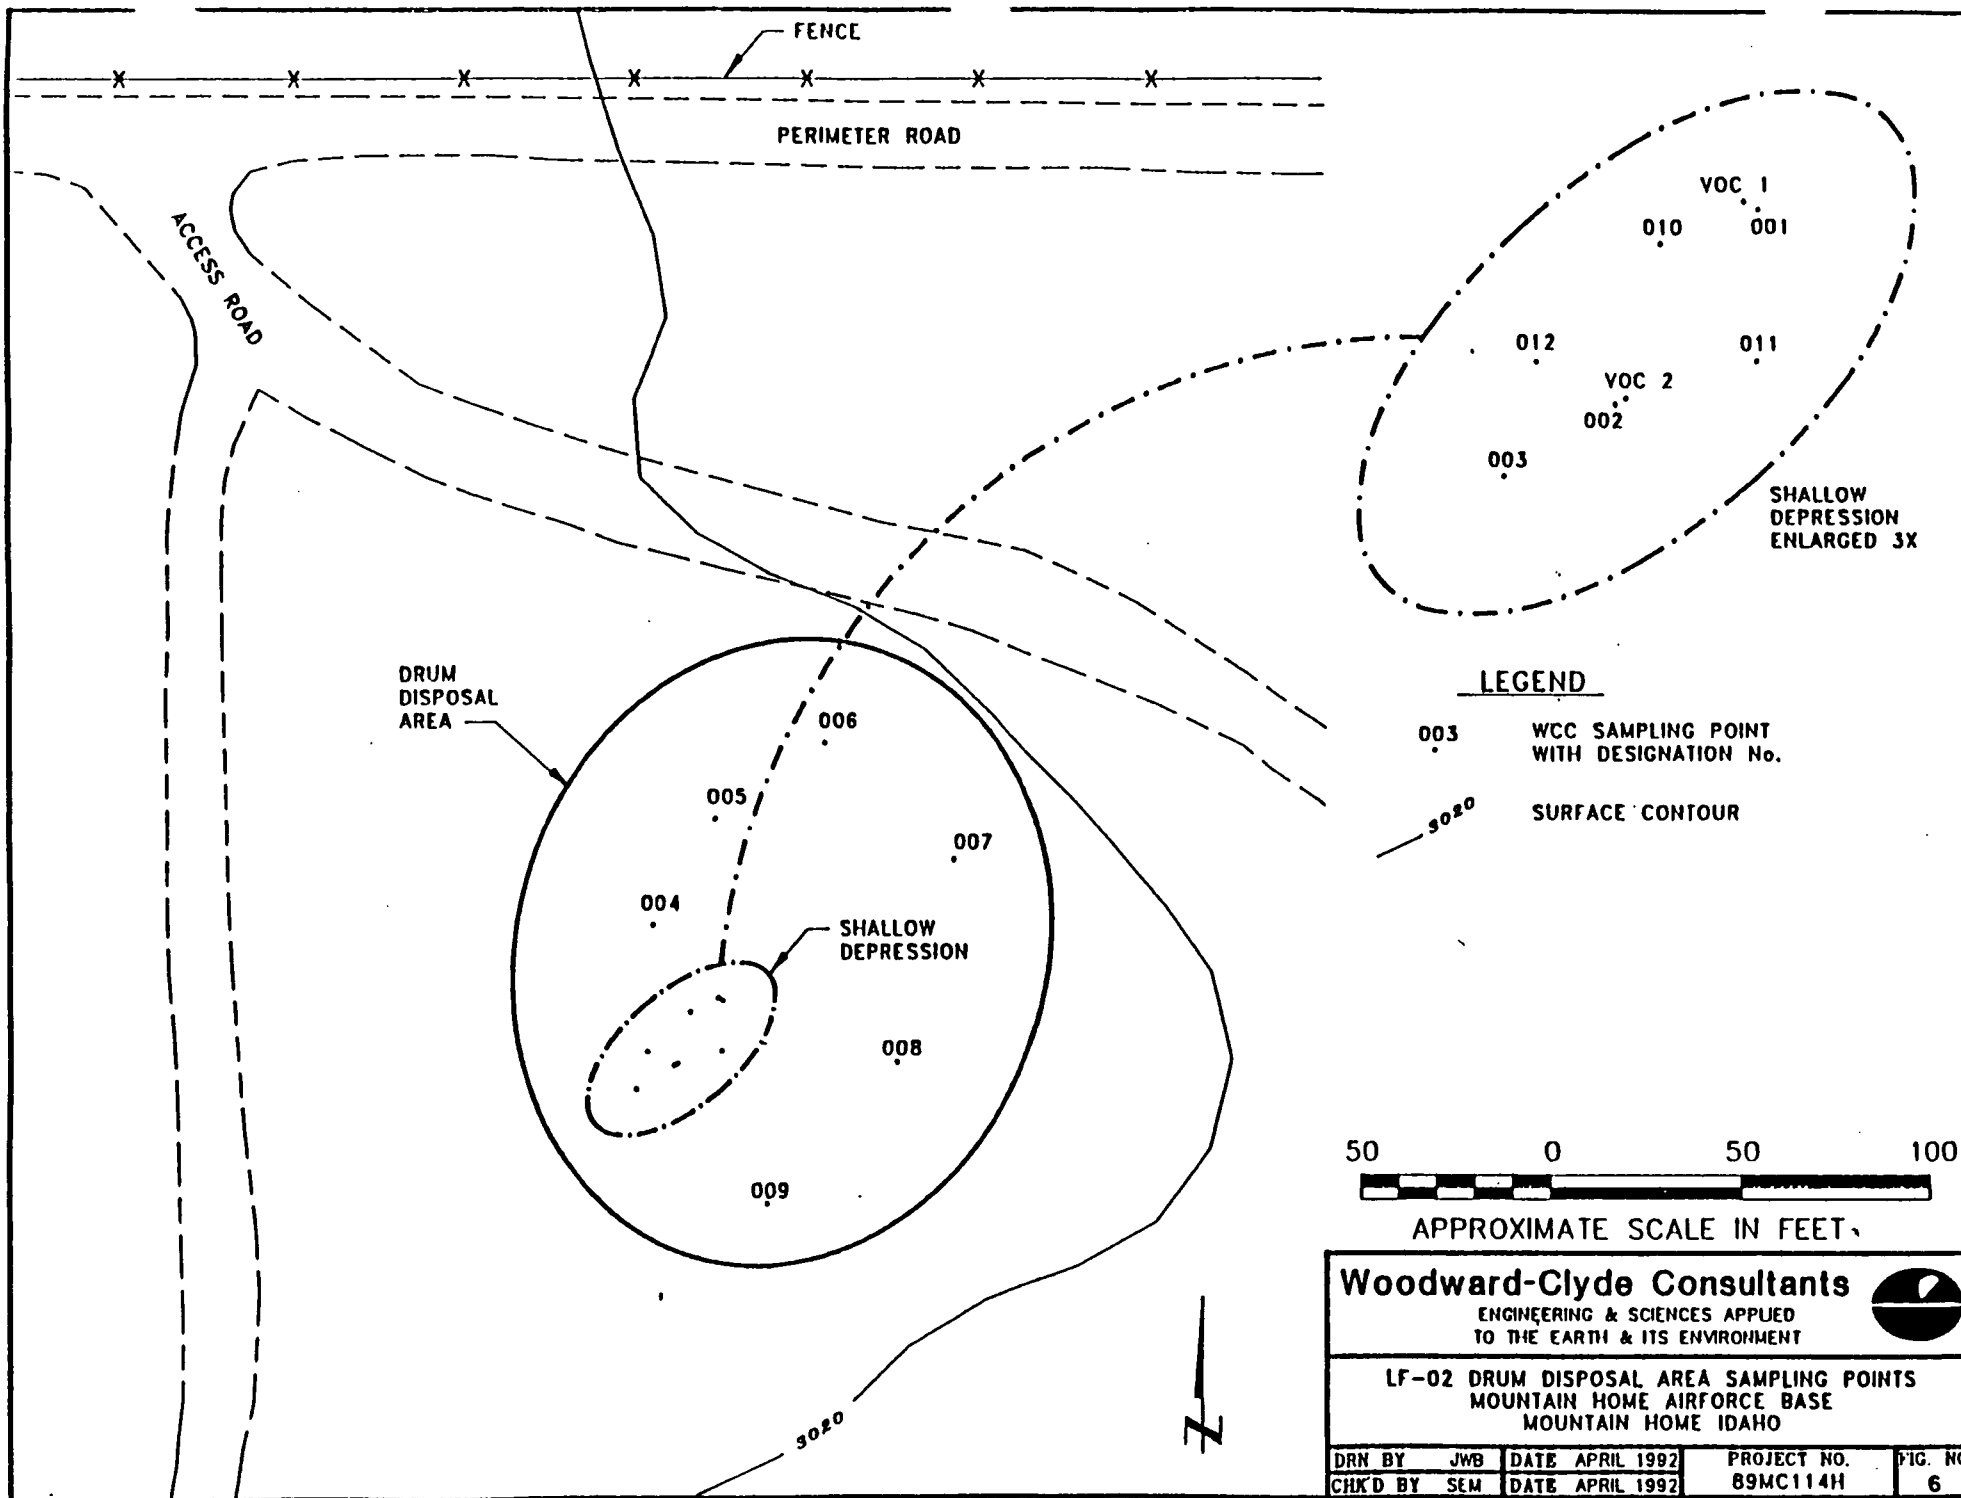 FENCE
PERIMETER ROAD
ACCESS ROAD
VOC 1
010
001
012
011
VOC 2
002
003
SHALLOW
DEPRESSION
ENLARGED 3X
DRUM
DISPOSAL
AREA
006
005
007
004
SHALLOW
DEPRESSION
008
009
3020
LEGEND
003
WCC SAMPLING POINT
WITH DESIGNATION No.
3020
SURFACE CONTOUR
50 0 50 100
APPROXIMATE SCALE IN FEET
N
Woodward-Clyde Consultants
ENGINEERING & SCIENCES APPLIED
TO THE EARTH & ITS ENVIRONMENT
LF-02 DRUM DISPOSAL AREA SAMPLING POINTS
MOUNTAIN HOME AIRFORCE BASE
MOUNTAIN HOME IDAHO
DRN BY JWB DATE APRIL 1992
CHK'D BY SEM DATE APRIL 1992
PROJECT NO.
89MC114H
FIG. NO
6